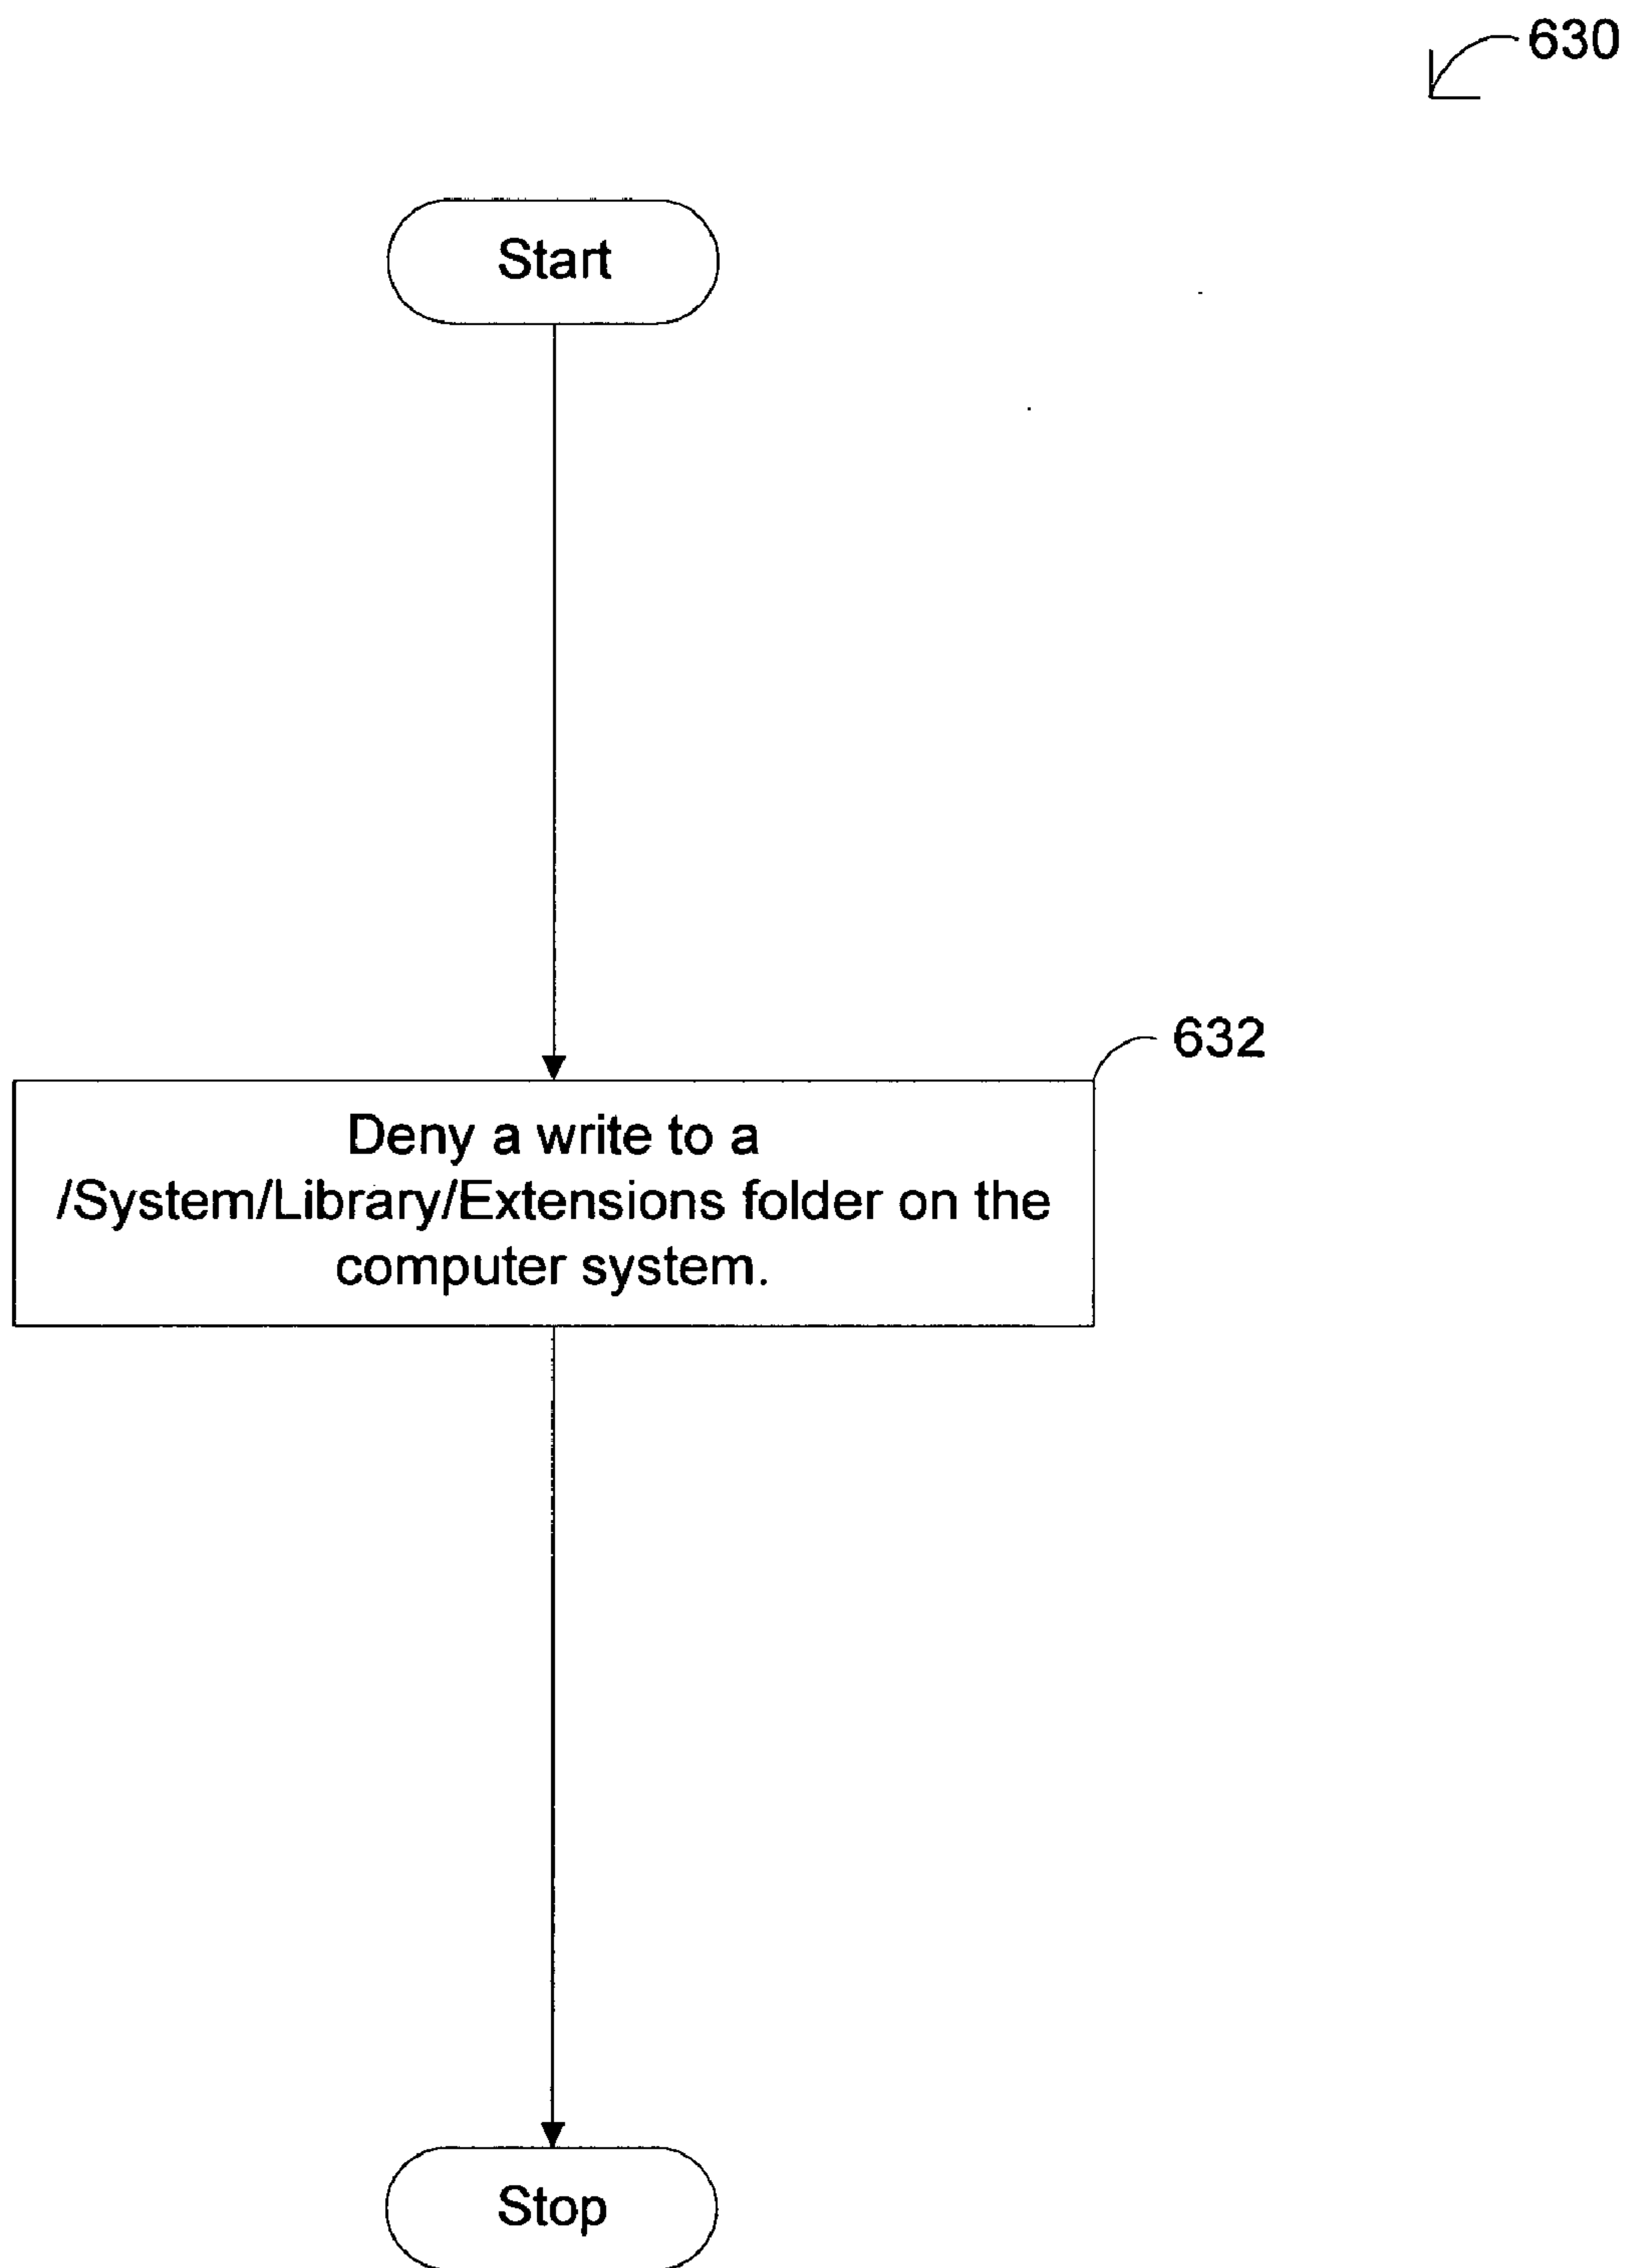 630
Start
632
Deny a write to a
/System/Library/Extensions folder on the
computer system.
Stop